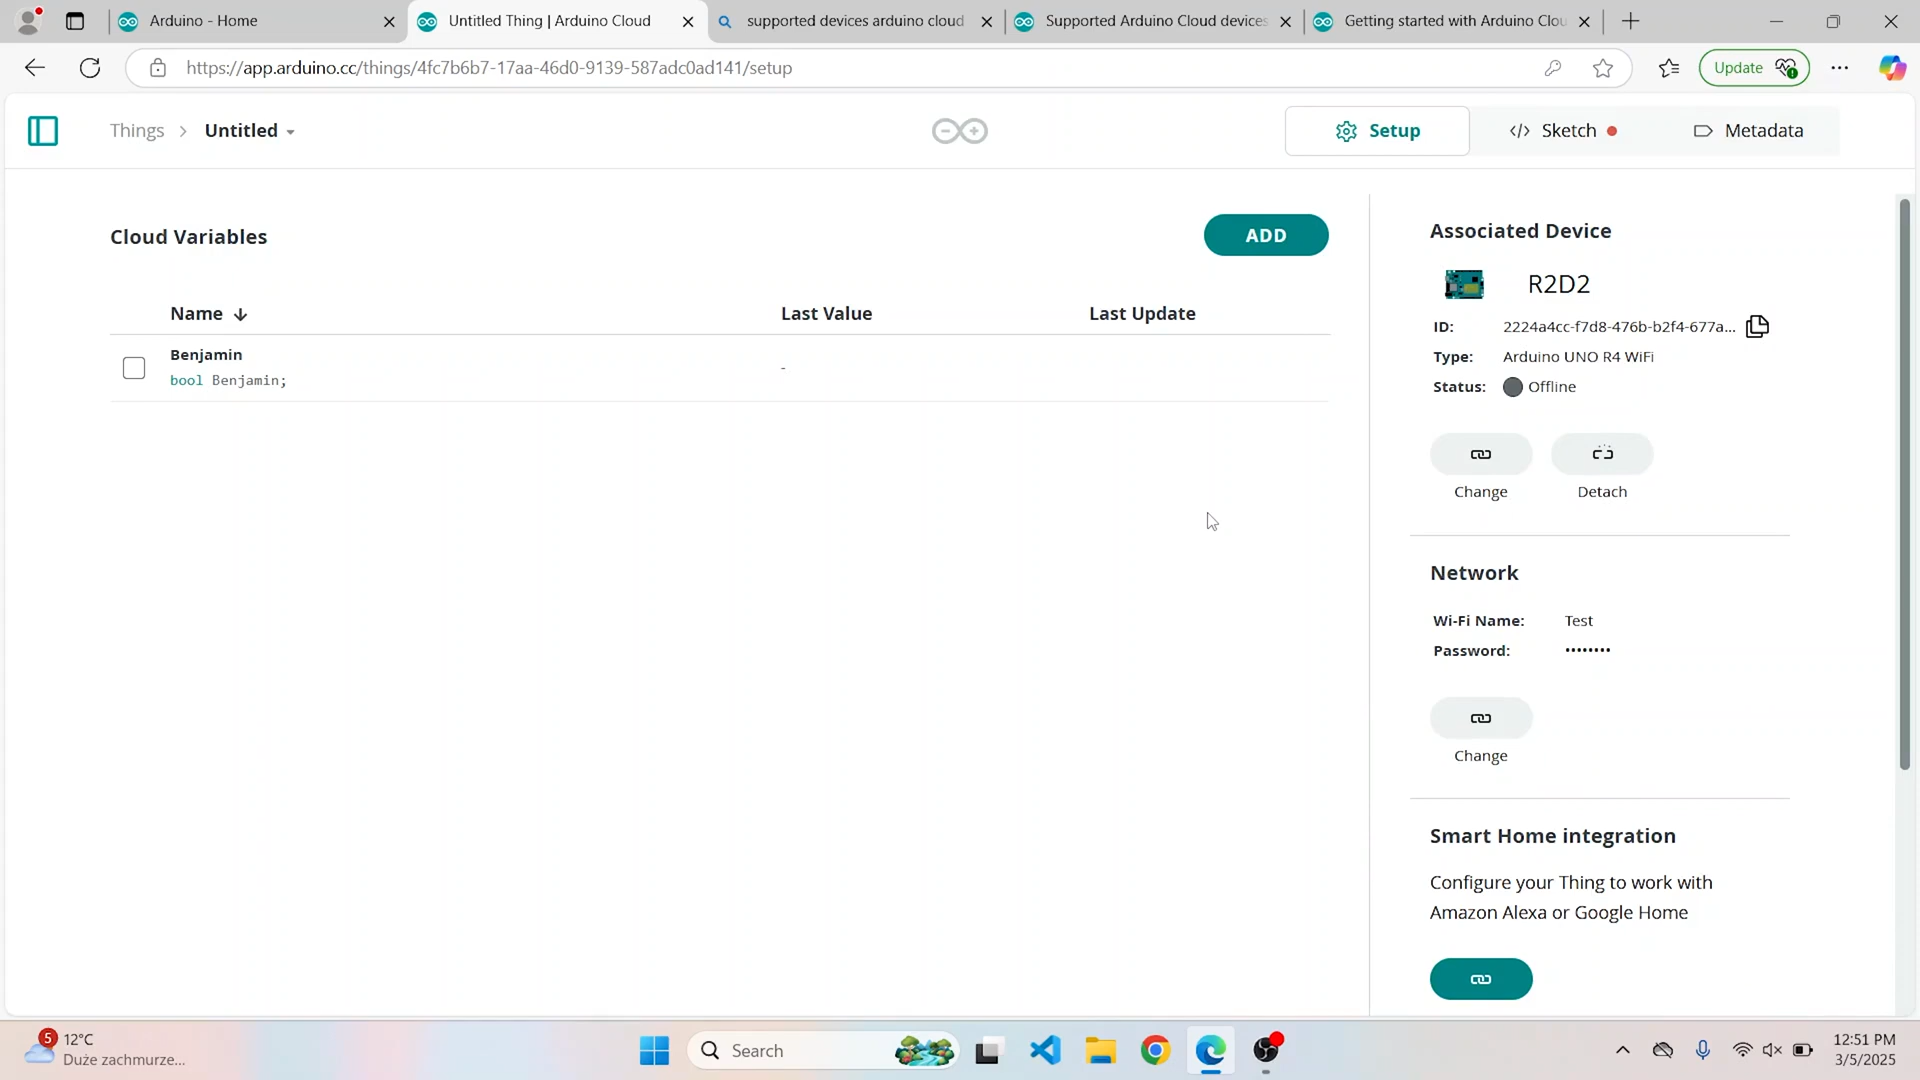 Arduino - Home
Untitled Thing | Arduino Cloud
supported devices arduino cloud
Supported Arduino Cloud devices
Getting started with Arduino Clou
https://app.arduino.cc/things/4fc7b6b7-17aa-46d0-9139-587adc0ad141/setup
Update
Things > Untitled
Setup
</> Sketch
Metadata
Cloud Variables
ADD
Name
Last Value
Last Update
Benjamin
bool Benjamin;
-
Associated Device
R2D2
ID: 2224a4cc-f7d8-476b-b2f4-677a...
Type: Arduino UNO R4 WiFi
Status: Offline
Change
Detach
Network
Wi-Fi Name: Test
Password: ••••••••
Change
Smart Home integration
Configure your Thing to work with
Amazon Alexa or Google Home
5
12°C
Duże zachmurze...
Search
12:51 PM
3/5/2025